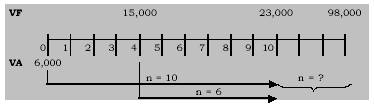 VF 15,000 23,000 98,000
0 1 2 3 4 5 6 7 8 9 10
VA 6,000
n = 10 n = ?
n = 6